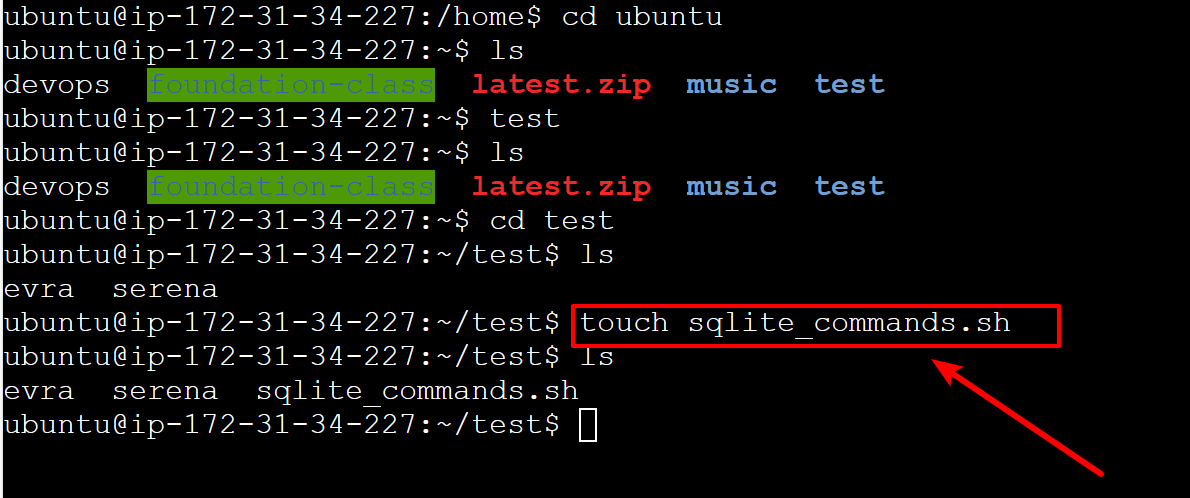 ubuntu@ip-172-31-34-227:/home$ cd ubuntu
ubuntu@ip-172-31-34-227:~$ ls
devops  foundation-class  latest.zip  music  test
ubuntu@ip-172-31-34-227:~$ test
ubuntu@ip-172-31-34-227:~$ ls
devops  foundation-class  latest.zip  music  test
ubuntu@ip-172-31-34-227:~$ cd test
ubuntu@ip-172-31-34-227:~/test$ ls
evra  serena
ubuntu@ip-172-31-34-227:~/test$ touch sqlite_commands.sh
ubuntu@ip-172-31-34-227:~/test$ ls
evra  serena  sqlite_commands.sh
ubuntu@ip-172-31-34-227:~/test$